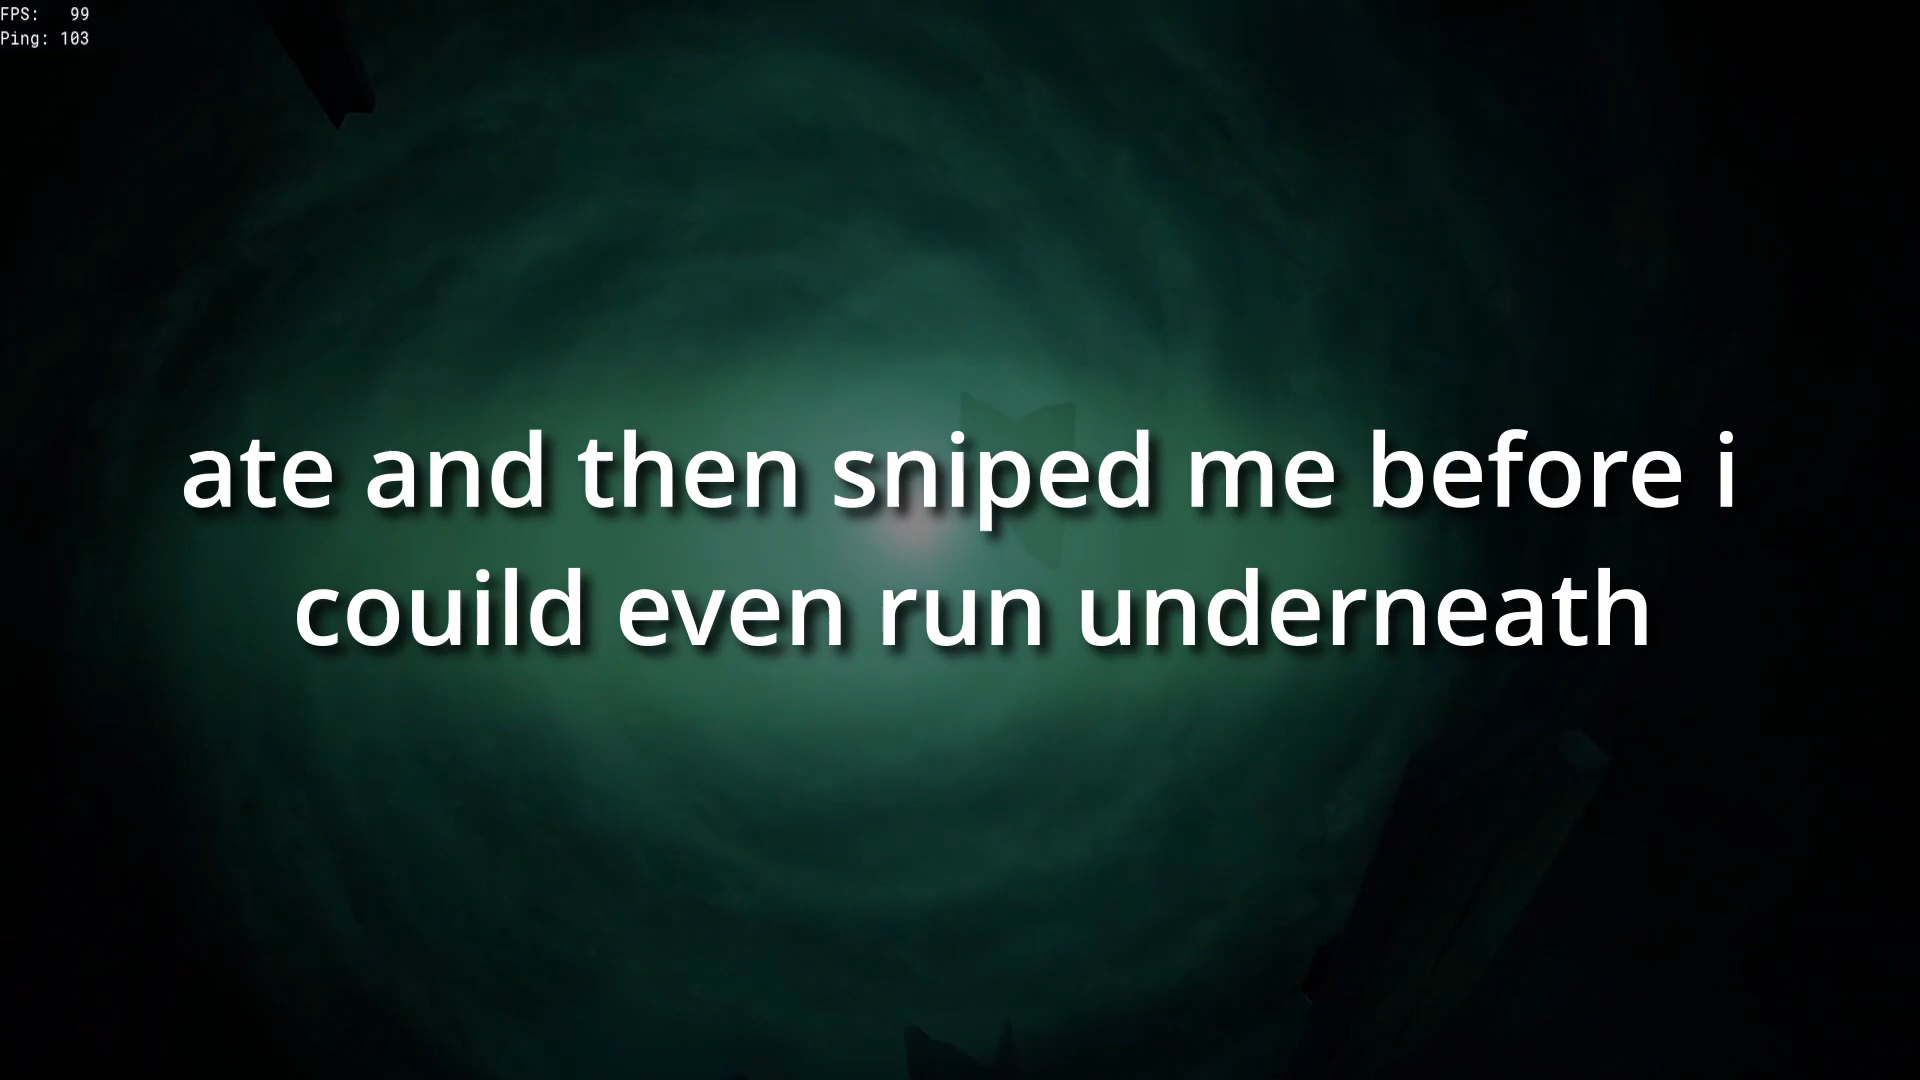 FPS: 99
Ping: 103
ate and then sniped me before i
couild even run underneath